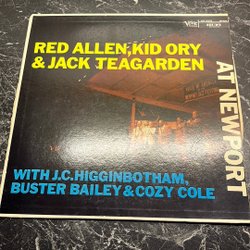 RED ALLEN, KID ORY
& JACK TEAGARDEN
AT NEWPORT
WITH J.C. HIGGINBOTHAM,
BUSTER BAILEY & COZY COLE